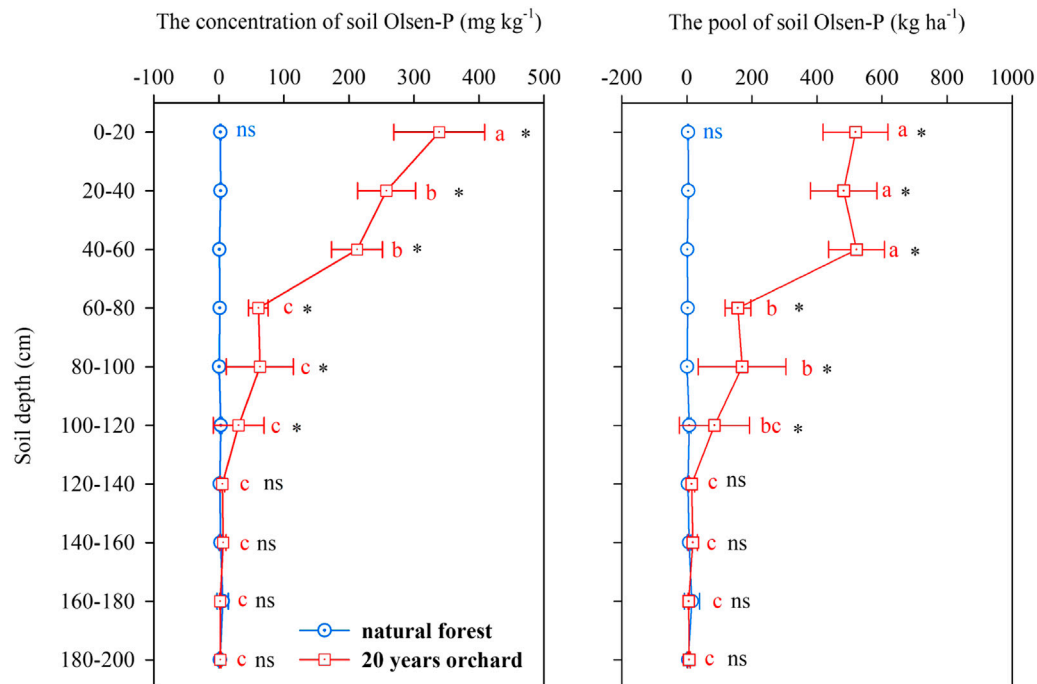 The concentration of soil Olsen-P (mg kg⁻¹) The pool of soil Olsen-P (kg ha⁻¹)
-100 0 100 200 300 400 500 -200 0 200 400 600 800 1000
0-20 ns a * ns a *
20-40 b * a *
40-60 b * a *
60-80 c * b *
80-100 c * b *
100-120 c * bc *
120-140 c ns c ns
140-160 c ns c ns
160-180 c ns c ns
natural forest
20 years orchard
180-200 c ns c ns
Soil depth (cm)